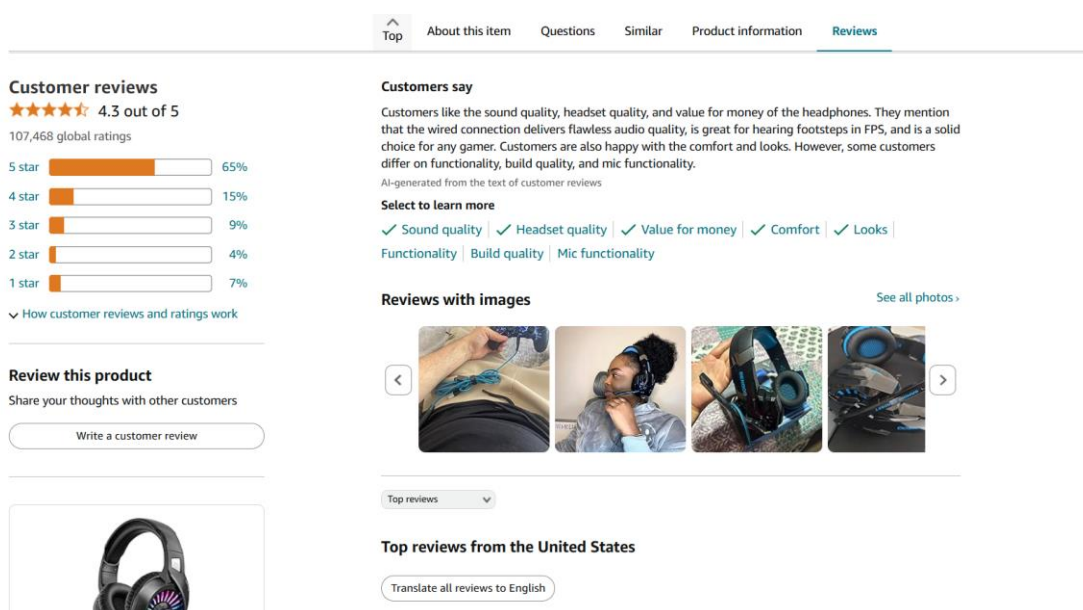 Top
About this item
Questions
Similar
Product information
Reviews
Customer reviews
4.3 out of 5
107,468 global ratings
5 star 65%
4 star 15%
3 star 9%
2 star 4%
1 star 7%
How customer reviews and ratings work
Review this product
Share your thoughts with other customers
Write a customer review
Customers say
Customers like the sound quality, headset quality, and value for money of the headphones. They mention
that the wired connection delivers flawless audio quality, is great for hearing footsteps in FPS, and is a solid
choice for any gamer. Customers are also happy with the comfort and looks. However, some customers
differ on functionality, build quality, and mic functionality.
AI-generated from the text of customer reviews
Select to learn more
Sound quality Headset quality Value for money Comfort Looks
Functionality Build quality Mic functionality
Reviews with images
See all photos ›
Top reviews
Top reviews from the United States
Translate all reviews to English